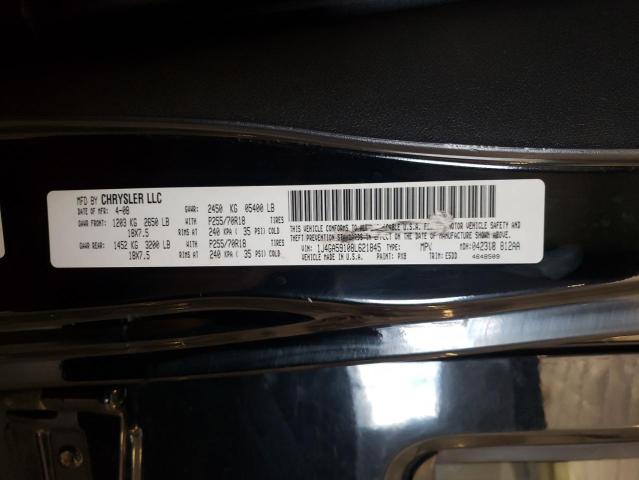 MFD BY CHRYSLER LLC
DATE OF MFR: 4-08 GVWR: 2450 KG 05400 LB
GAWR FRONT: 1203 KG 2650 LB WITH P255/70R18 TIRES
18X7.5 RIMS AT 240 KPA ( 35 PSI) COLD
GAWR REAR: 1452 KG 3200 LB WITH P255/70R18 TIRES
18X7.5 RIMS AT 240 KPA ( 35 PSI) COLD
THIS VEHICLE CONFORMS TO U.S.A. MOTOR VEHICLE SAFETY AND
THEFT PREVENTION STANDARDS IN EFFECT ON THE DATE OF MANUFACTURE SHOWN ABOVE.
VIN: 1J4GA59108L621845 TYPE: MPV MDH: 042318 B12AA
VEHICLE MADE IN U.S.A. PAINT: PX8 TRIM: ESDD 4648509